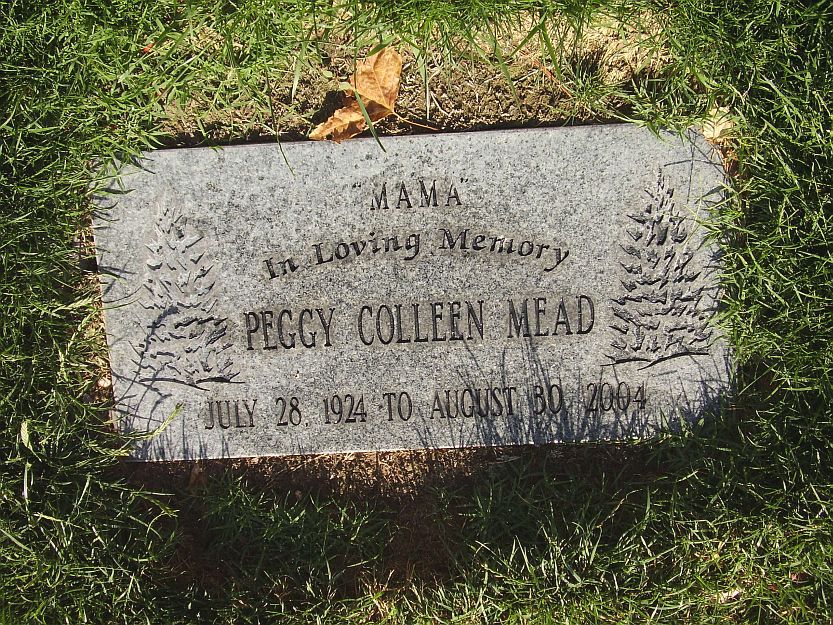 "MAMA"
In Loving Memory
PEGGY COLLEEN MEAD
JULY 28, 1924 TO AUGUST 30, 2004